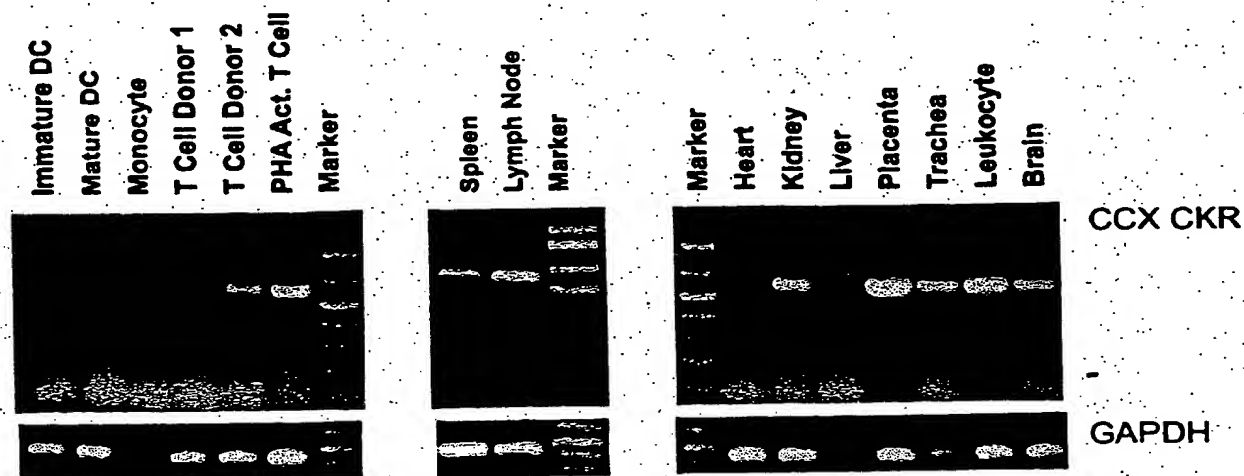 Immature DC
Mature DC
Monocyte
T Cell Donor 1
T Cell Donor 2
PHA Act. T Cell
Marker
Spleen
Lymph Node
Marker
Marker
Heart
Kidney
Liver
Placenta
Trachea
Leukocyte
Brain
CCX CKR
GAPDH